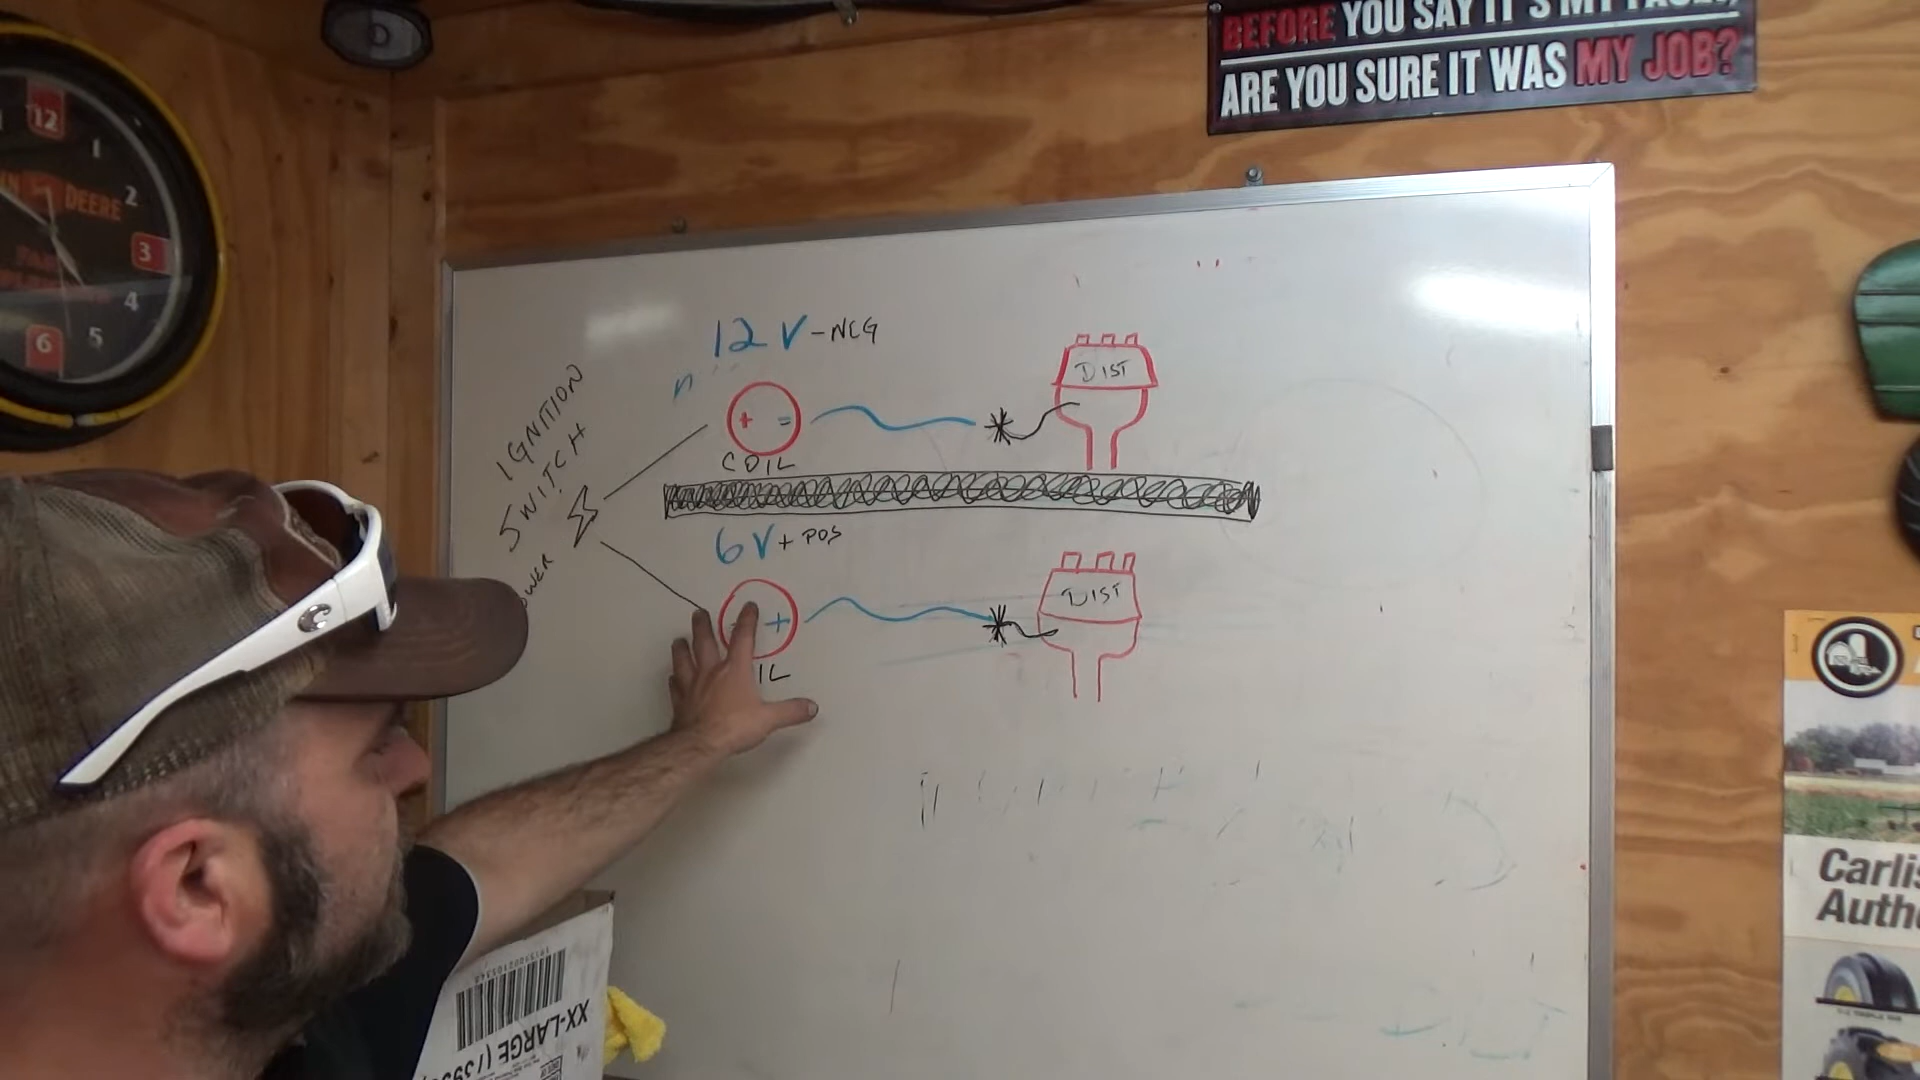 BEFORE YOU SAY IT'S MY
ARE YOU SURE IT WAS MY JOB?
12
1
2
3
4
5
6
DEERE
12V - NEG
+ -
COIL
DIST
IGNITION
SWITCH
6V + POS
+
IL
DIST
XX-LARGE
Carlis
Auth